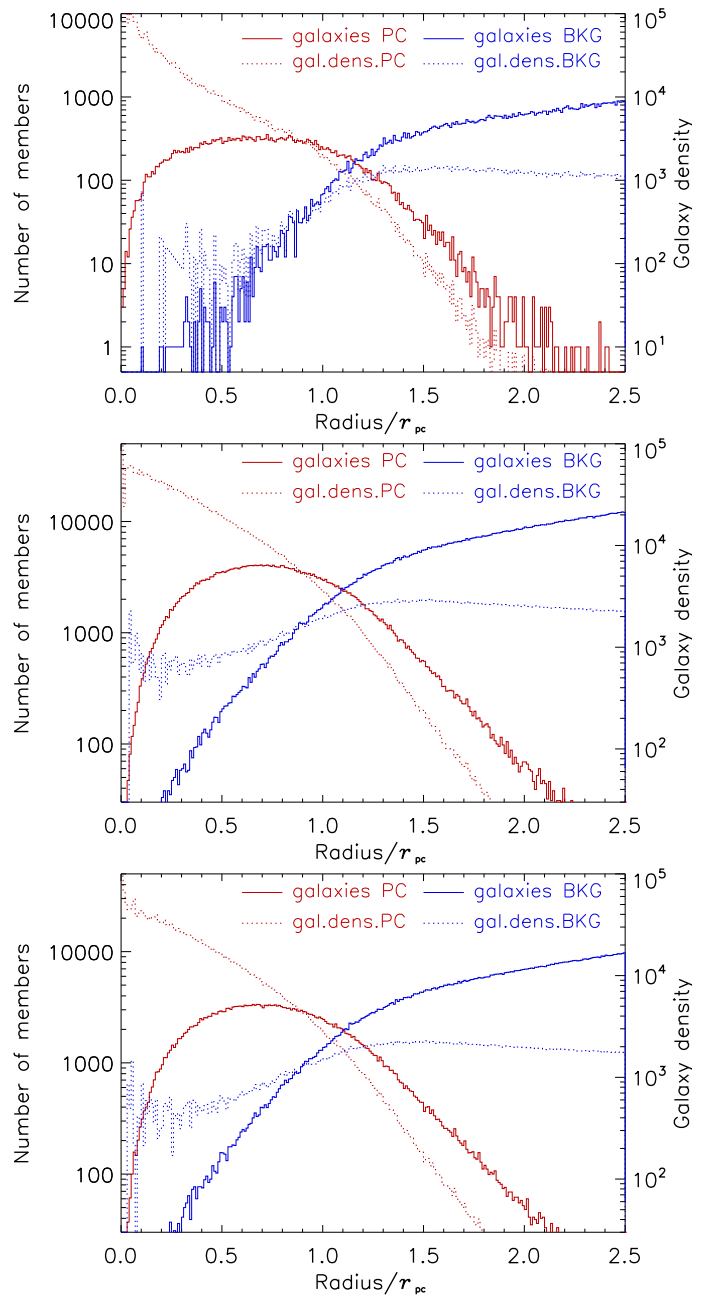 galaxies PC galaxies BKG
gal.dens.PC gal.dens.BKG
Number of members
10000
1000
100
10
1
Galaxy density
10^5
10^4
10^3
10^2
10^1
0.0 0.5 1.0 1.5 2.0 2.5
Radius/r_pc
galaxies PC galaxies BKG
gal.dens.PC gal.dens.BKG
Number of members
10000
1000
100
Galaxy density
10^5
10^4
10^3
10^2
0.0 0.5 1.0 1.5 2.0 2.5
Radius/r_pc
galaxies PC galaxies BKG
gal.dens.PC gal.dens.BKG
Number of members
10000
1000
100
Galaxy density
10^5
10^4
10^3
10^2
0.0 0.5 1.0 1.5 2.0 2.5
Radius/r_pc